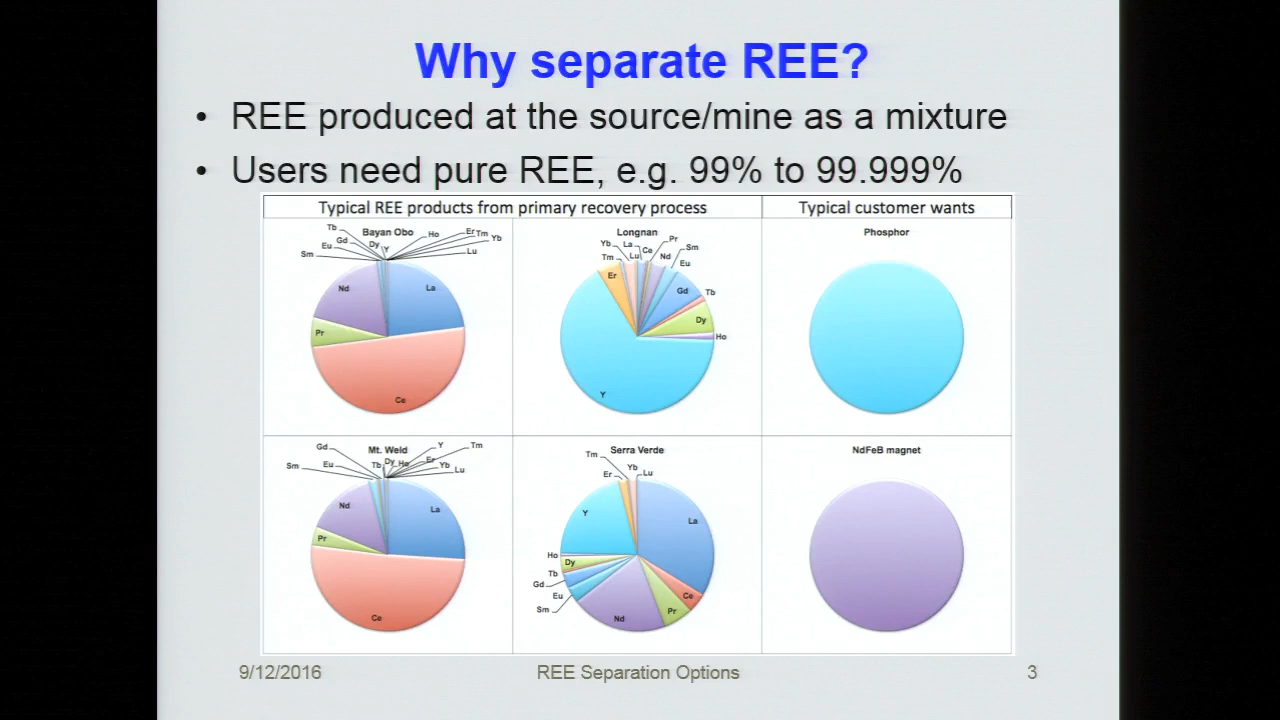 Why separate REE?
• REE produced at the source/mine as a mixture
• Users need pure REE, e.g. 99% to 99.999%
Typical REE products from primary recovery process
Typical customer wants
Bayan Obo
Tb
Gd
Eu
Sm
Dy
Y
Ho
Er
Tm
Yb
Lu
Nd
La
Pr
Ce
Longnan
Yb
La
Ce
Pr
Tm
Lu
Nd
Sm
Eu
Er
Gd
Tb
Dy
Ho
Y
Phosphor
Mt. Weld
Gd
Y
Tm
Sm
Eu
Tb
Dy
Ho
Er
Yb
Lu
Nd
La
Pr
Ce
Serra Verde
Tm
Yb
Er
Lu
Y
La
Ho
Dy
Tb
Gd
Eu
Sm
Nd
Pr
Ce
NdFeB magnet
9/12/2016
REE Separation Options
3